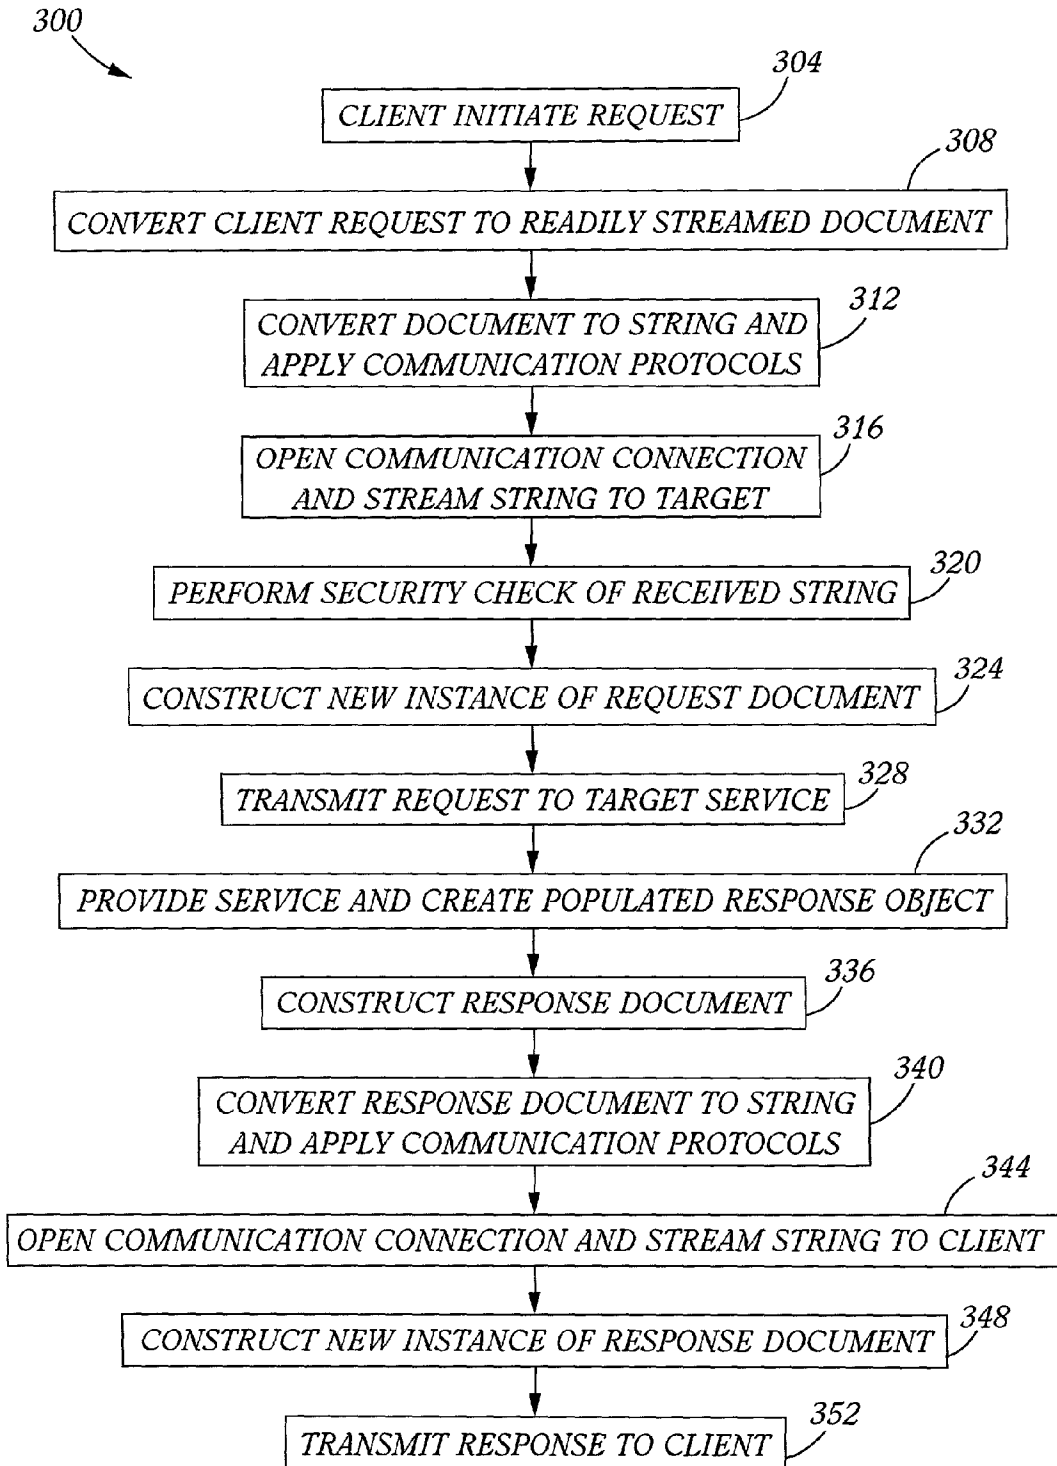 300
304
CLIENT INITIATE REQUEST
308
CONVERT CLIENT REQUEST TO READILY STREAMED DOCUMENT
312
CONVERT DOCUMENT TO STRING AND
APPLY COMMUNICATION PROTOCOLS
316
OPEN COMMUNICATION CONNECTION
AND STREAM STRING TO TARGET
320
PERFORM SECURITY CHECK OF RECEIVED STRING
324
CONSTRUCT NEW INSTANCE OF REQUEST DOCUMENT
328
TRANSMIT REQUEST TO TARGET SERVICE
332
PROVIDE SERVICE AND CREATE POPULATED RESPONSE OBJECT
336
CONSTRUCT RESPONSE DOCUMENT
340
CONVERT RESPONSE DOCUMENT TO STRING
AND APPLY COMMUNICATION PROTOCOLS
344
OPEN COMMUNICATION CONNECTION AND STREAM STRING TO CLIENT
348
CONSTRUCT NEW INSTANCE OF RESPONSE DOCUMENT
352
TRANSMIT RESPONSE TO CLIENT